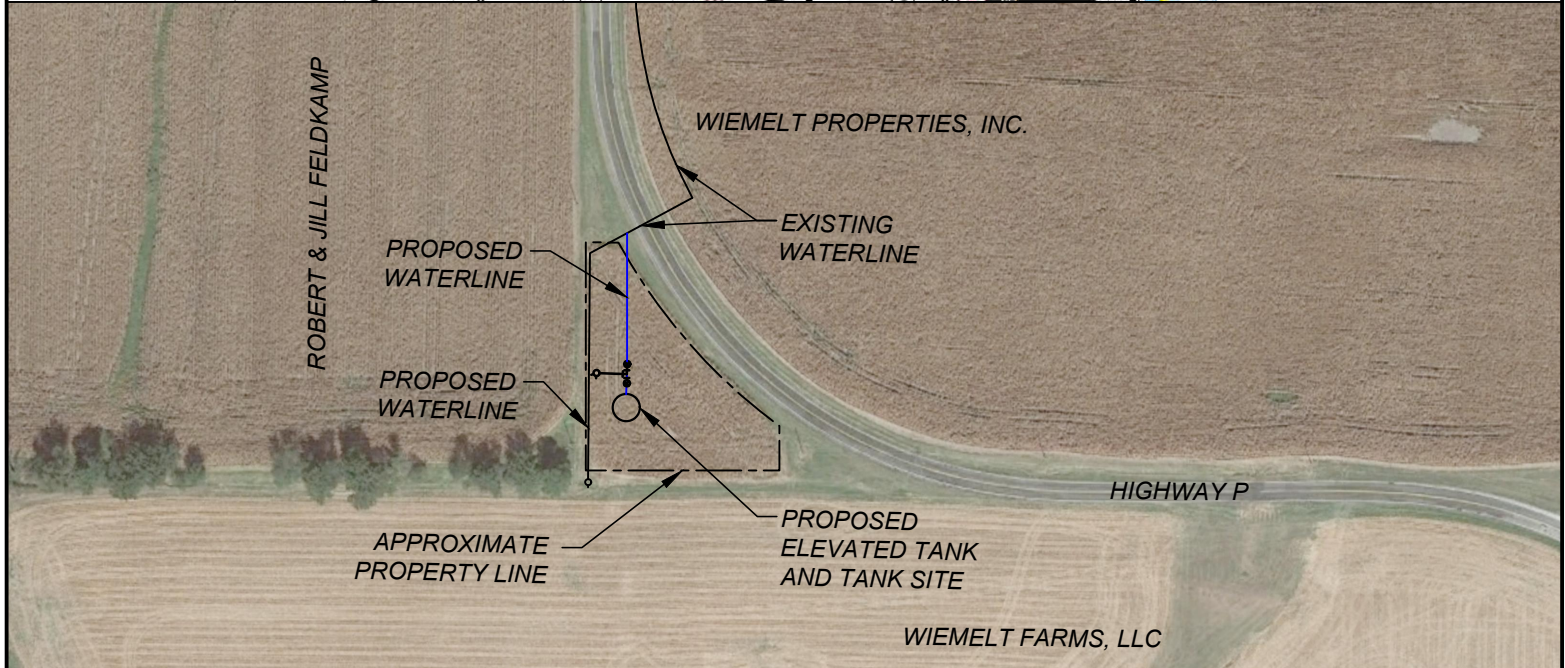 ROBERT & JILL FELDKAMP
WIEMELT PROPERTIES, INC.
EXISTING
WATERLINE
PROPOSED
WATERLINE
PROPOSED
WATERLINE
HIGHWAY P
APPROXIMATE
PROPERTY LINE
PROPOSED
ELEVATED TANK
AND TANK SITE
WIEMELT FARMS, LLC